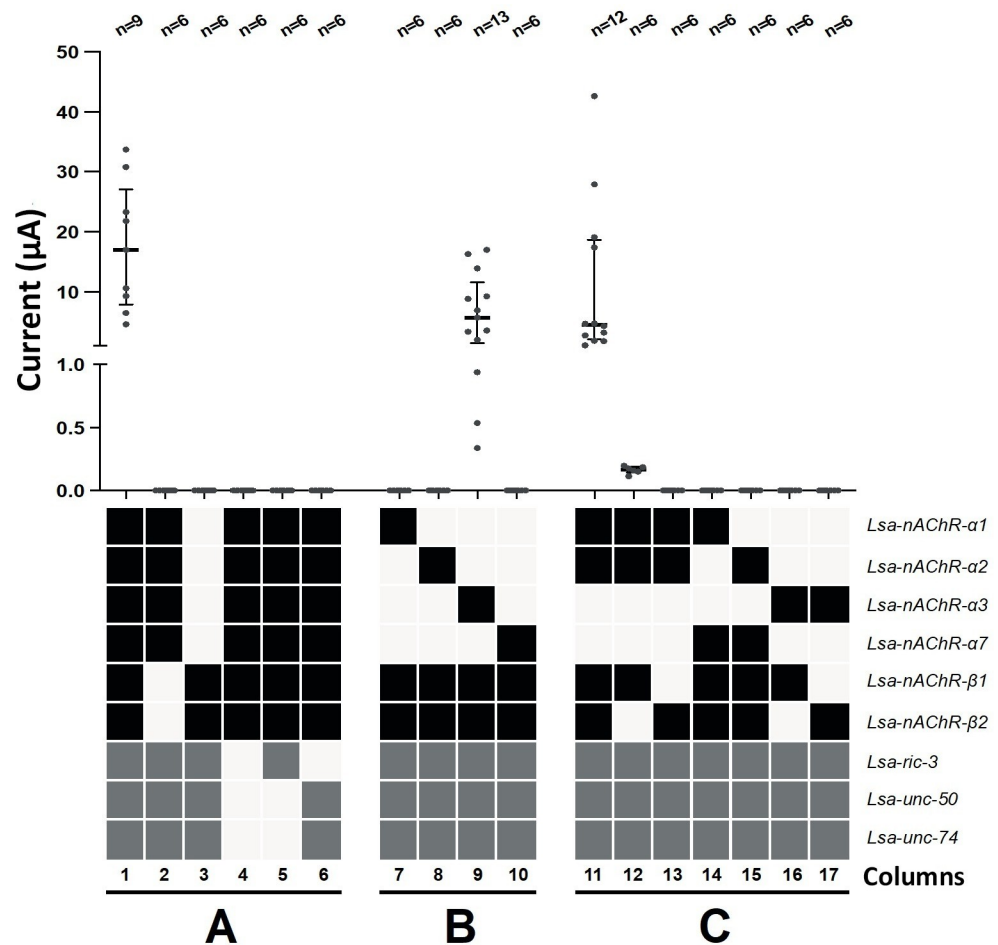 n=9 n=6 n=6 n=6 n=6 n=6 n=6 n=6 n=13 n=6 n=12 n=6 n=6 n=6 n=6 n=6 n=6
Current (µA)
50
40
30
20
10
1.0
0.5
0.0
Lsa-nAChR-α1
Lsa-nAChR-α2
Lsa-nAChR-α3
Lsa-nAChR-α7
Lsa-nAChR-β1
Lsa-nAChR-β2
Lsa-ric-3
Lsa-unc-50
Lsa-unc-74
1 2 3 4 5 6 7 8 9 10 11 12 13 14 15 16 17 Columns
A B C